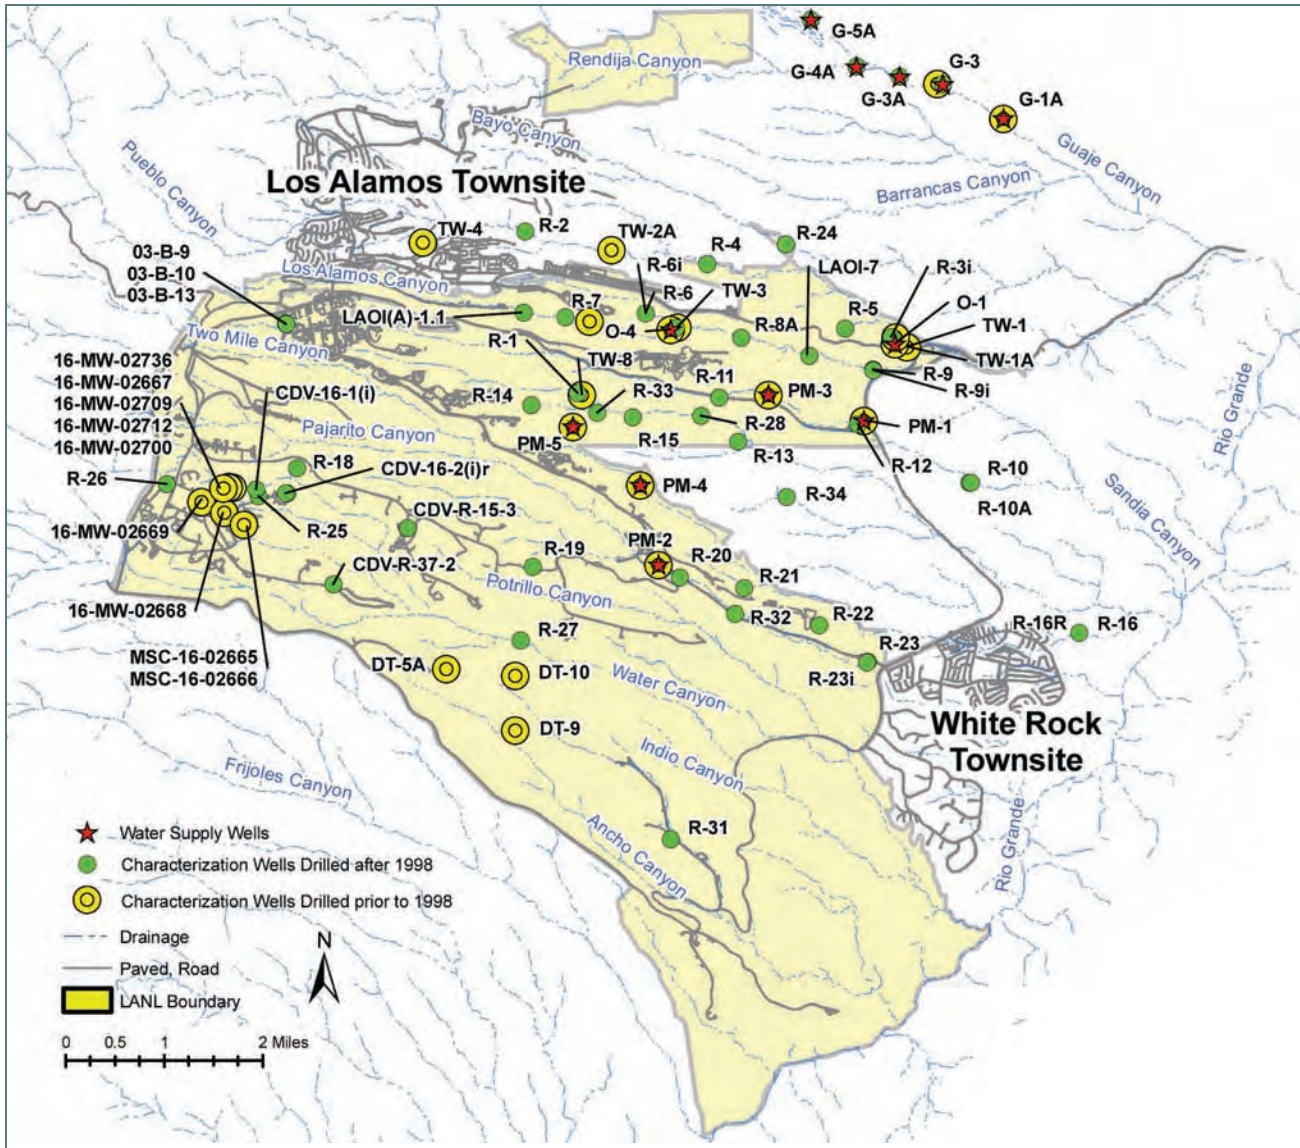 G-5A
Rendija Canyon
G-4A
G-3
G-3A
G-1A
Bayo Canyon
Guaje Canyon
Pueblo Canyon
Los Alamos Townsite
Barrancas Canyon
TW-4
R-2
TW-2A
R-4
R-24
03-B-9
03-B-10
03-B-13
Los Alamos Canyon
R-6i
R-6
TW-3
LAOI-7
R-3i
O-1
TW-1
TW-1A
R-5
LAOI(A)-1.1
R-7
O-4
R-8A
Two Mile Canyon
R-1
TW-8
R-9
R-9i
16-MW-02736
16-MW-02667
16-MW-02709
16-MW-02712
16-MW-02700
CDV-16-1(i)
R-14
R-33
R-11
PM-3
PM-1
Pajarito Canyon
PM-5
R-15
R-28
R-13
R-12
Rio Grande
R-26
R-18
CDV-16-2(i)r
PM-4
R-34
R-10
R-10A
Sandia Canyon
16-MW-02669
R-25
CDV-R-15-3
PM-2
R-20
CDV-R-37-2
R-19
R-21
Potrillo Canyon
16-MW-02668
R-32
R-22
R-16R
R-16
MSC-16-02665
MSC-16-02666
R-27
R-23
R-23i
DT-5A
DT-10
Water Canyon
DT-9
White Rock
Townsite
Indio Canyon
Frijoles Canyon
Ancho Canyon
R-31
Rio Grande
Water Supply Wells
Characterization Wells Drilled after 1998
Characterization Wells Drilled prior to 1998
Drainage
Paved, Road
LANL Boundary
N
0 0.5 1 2 Miles